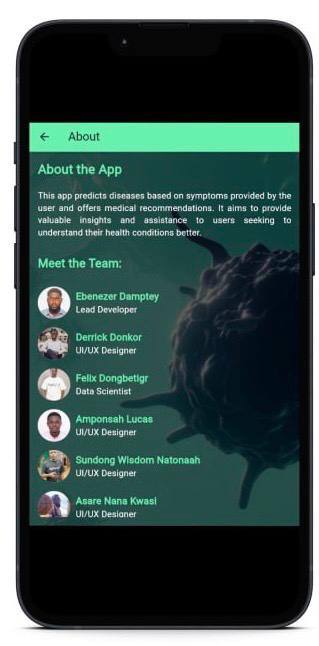 About
About the App
This app predicts diseases based on symptoms provided by the
user and offers medical recommendations. It aims to provide
valuable insights and assistance to users seeking to
understand their health conditions better.
Meet the Team:
Ebenezer Damptey
Lead Developer
Derrick Donkor
UI/UX Designer
Felix Dongbetigr
Data Scientist
Amponsah Lucas
UI/UX Designer
Sundong Wisdom Natonaah
UI/UX Designer
Asare Nana Kwasi
UI/UX Designer